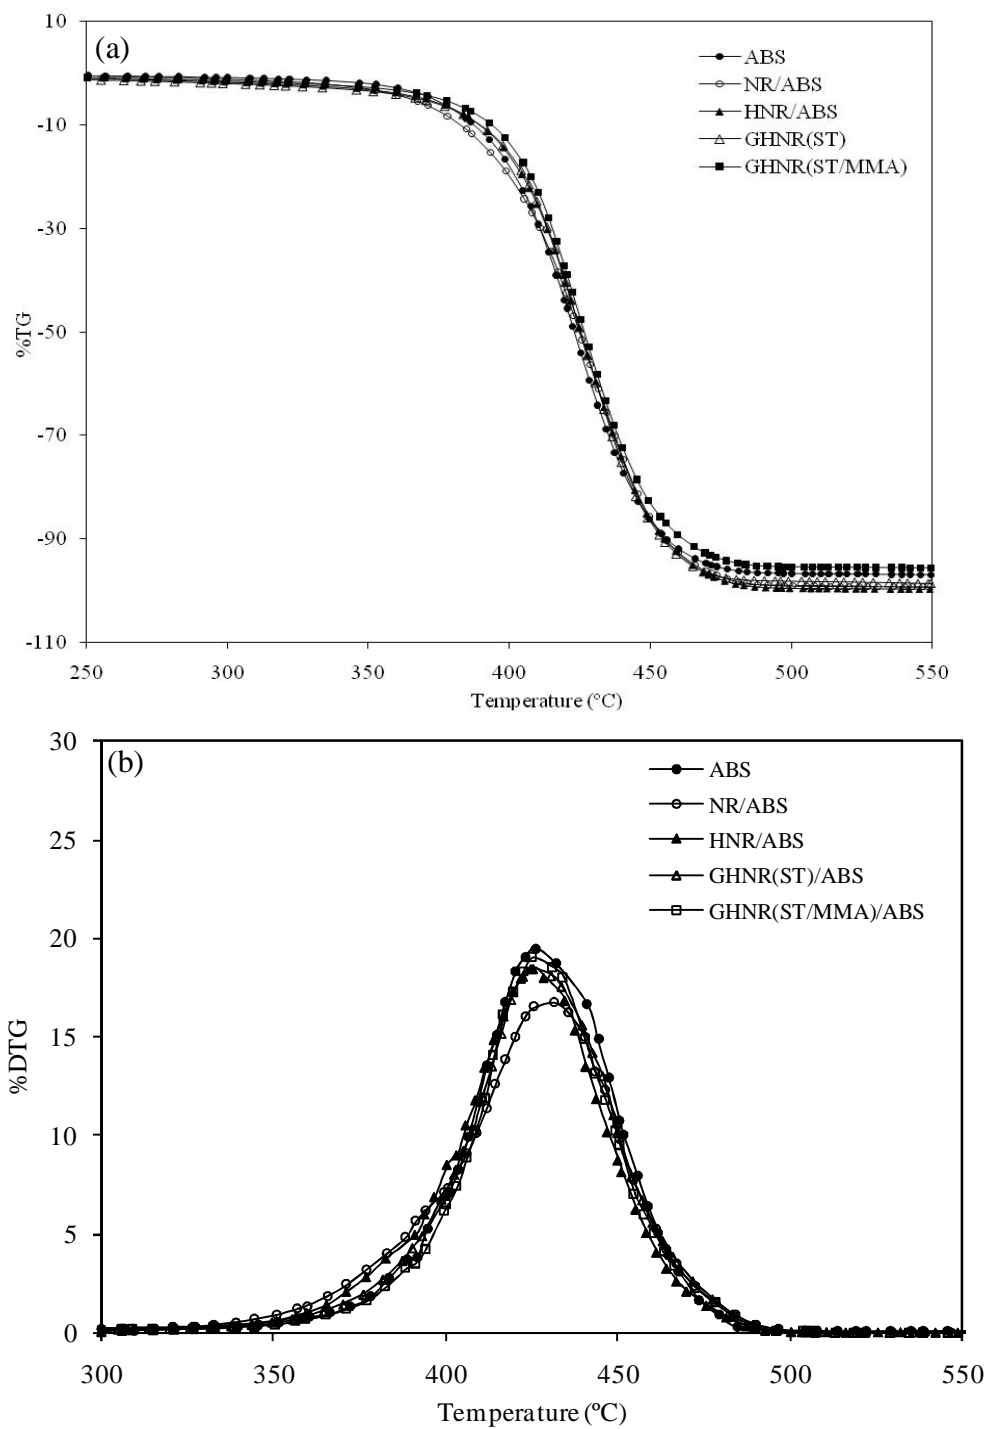 10
(a)
ABS
NR/ABS
HNR/ABS
GHNR(ST)
GHNR(ST/MMA)
-10
-30
%TG
-50
-70
-90
-110
250 300 350 400 450 500 550
Temperature (°C)
30
(b)
ABS
NR/ABS
HNR/ABS
GHNR(ST)/ABS
GHNR(ST/MMA)/ABS
25
20
15
%DTG
10
5
0
300 350 400 450 500 550
Temperature (ºC)